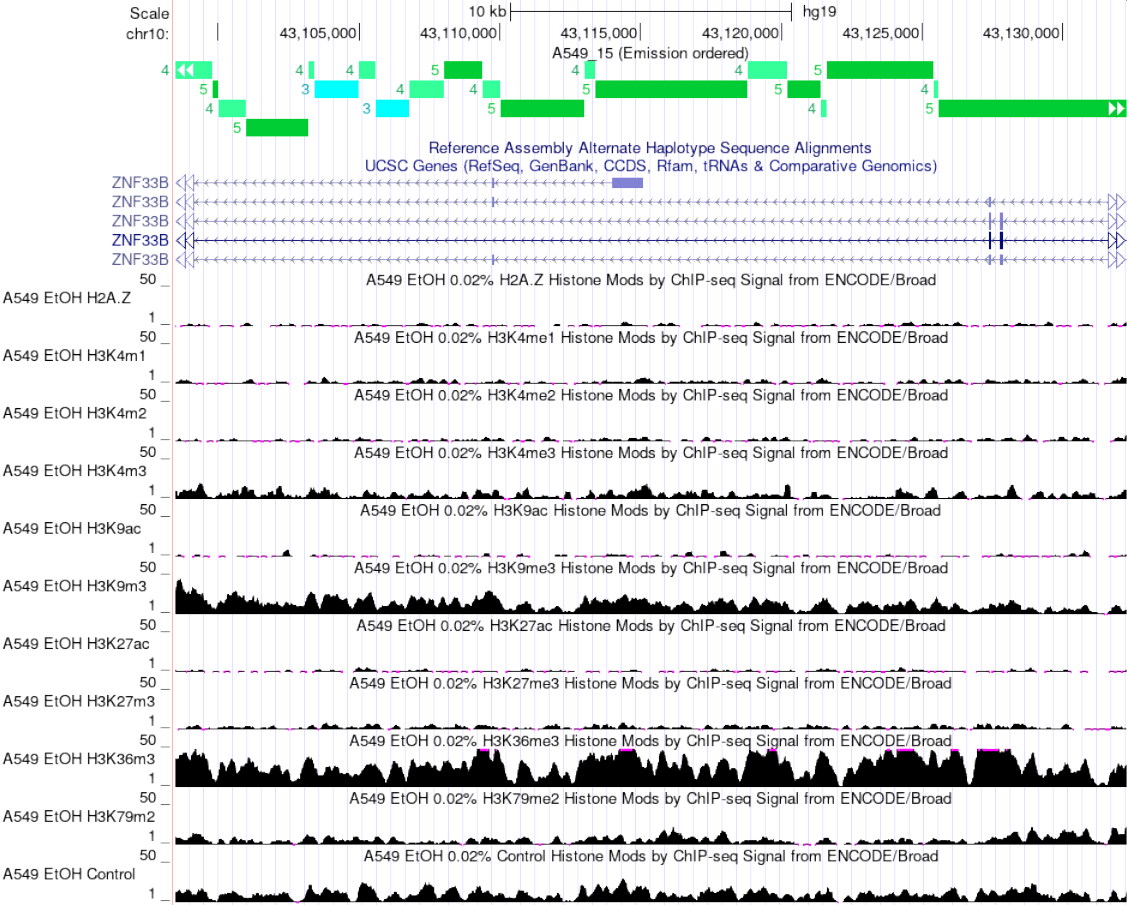 Scale 10 kb hg19
chr10: 43,105,000 43,110,000 43,115,000 43,120,000 43,125,000 43,130,000
A549_15 (Emission ordered)
4 4 4 5 4 4 5
5 3 4 4 5 5 4
4 3 5 4 5
5
Reference Assembly Alternate Haplotype Sequence Alignments
UCSC Genes (RefSeq, GenBank, CCDS, Rfam, tRNAs & Comparative Genomics)
ZNF33B
ZNF33B
ZNF33B
ZNF33B
ZNF33B
50 A549 EtOH 0.02% H2A.Z Histone Mods by ChIP-seq Signal from ENCODE/Broad
A549 EtOH H2A.Z
1
50 A549 EtOH 0.02% H3K4me1 Histone Mods by ChIP-seq Signal from ENCODE/Broad
A549 EtOH H3K4m1
1
50 A549 EtOH 0.02% H3K4me2 Histone Mods by ChIP-seq Signal from ENCODE/Broad
A549 EtOH H3K4m2
1
50 A549 EtOH 0.02% H3K4me3 Histone Mods by ChIP-seq Signal from ENCODE/Broad
A549 EtOH H3K4m3
1
50 A549 EtOH 0.02% H3K9ac Histone Mods by ChIP-seq Signal from ENCODE/Broad
A549 EtOH H3K9ac
1
50 A549 EtOH 0.02% H3K9me3 Histone Mods by ChIP-seq Signal from ENCODE/Broad
A549 EtOH H3K9m3
1
50 A549 EtOH 0.02% H3K27ac Histone Mods by ChIP-seq Signal from ENCODE/Broad
A549 EtOH H3K27ac
1
50 A549 EtOH 0.02% H3K27me3 Histone Mods by ChIP-seq Signal from ENCODE/Broad
A549 EtOH H3K27m3
1
50 A549 EtOH 0.02% H3K36me3 Histone Mods by ChIP-seq Signal from ENCODE/Broad
A549 EtOH H3K36m3
1
50 A549 EtOH 0.02% H3K79me2 Histone Mods by ChIP-seq Signal from ENCODE/Broad
A549 EtOH H3K79m2
1
50 A549 EtOH 0.02% Control Histone Mods by ChIP-seq Signal from ENCODE/Broad
A549 EtOH Control
1